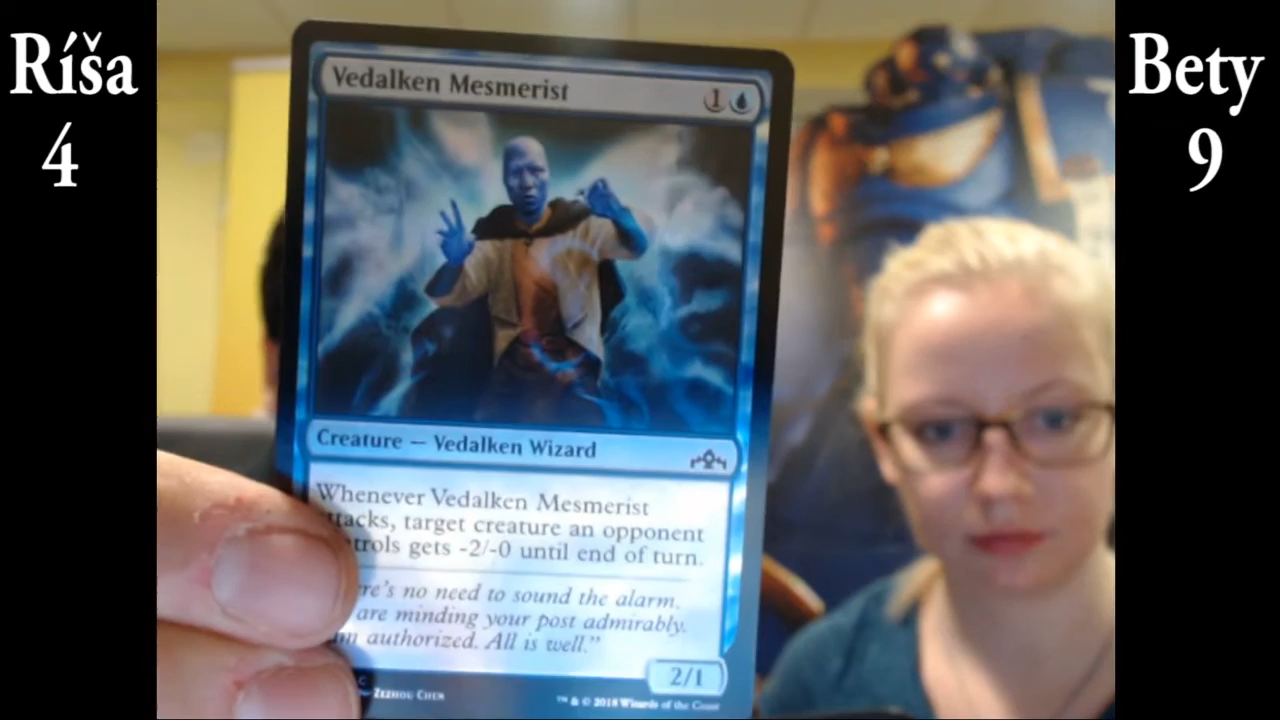 Ríša
4
Bety
9
Vedalken Mesmerist
1
Creature — Vedalken Wizard
Whenever Vedalken Mesmerist
attacks, target creature an opponent
controls gets -2/-0 until end of turn.
need to sound the alarm.
are minding your post admirably.
authorized. All is well."
2/1
C
Zezhou Chen
™ & © 2018 Wizards of the Coast